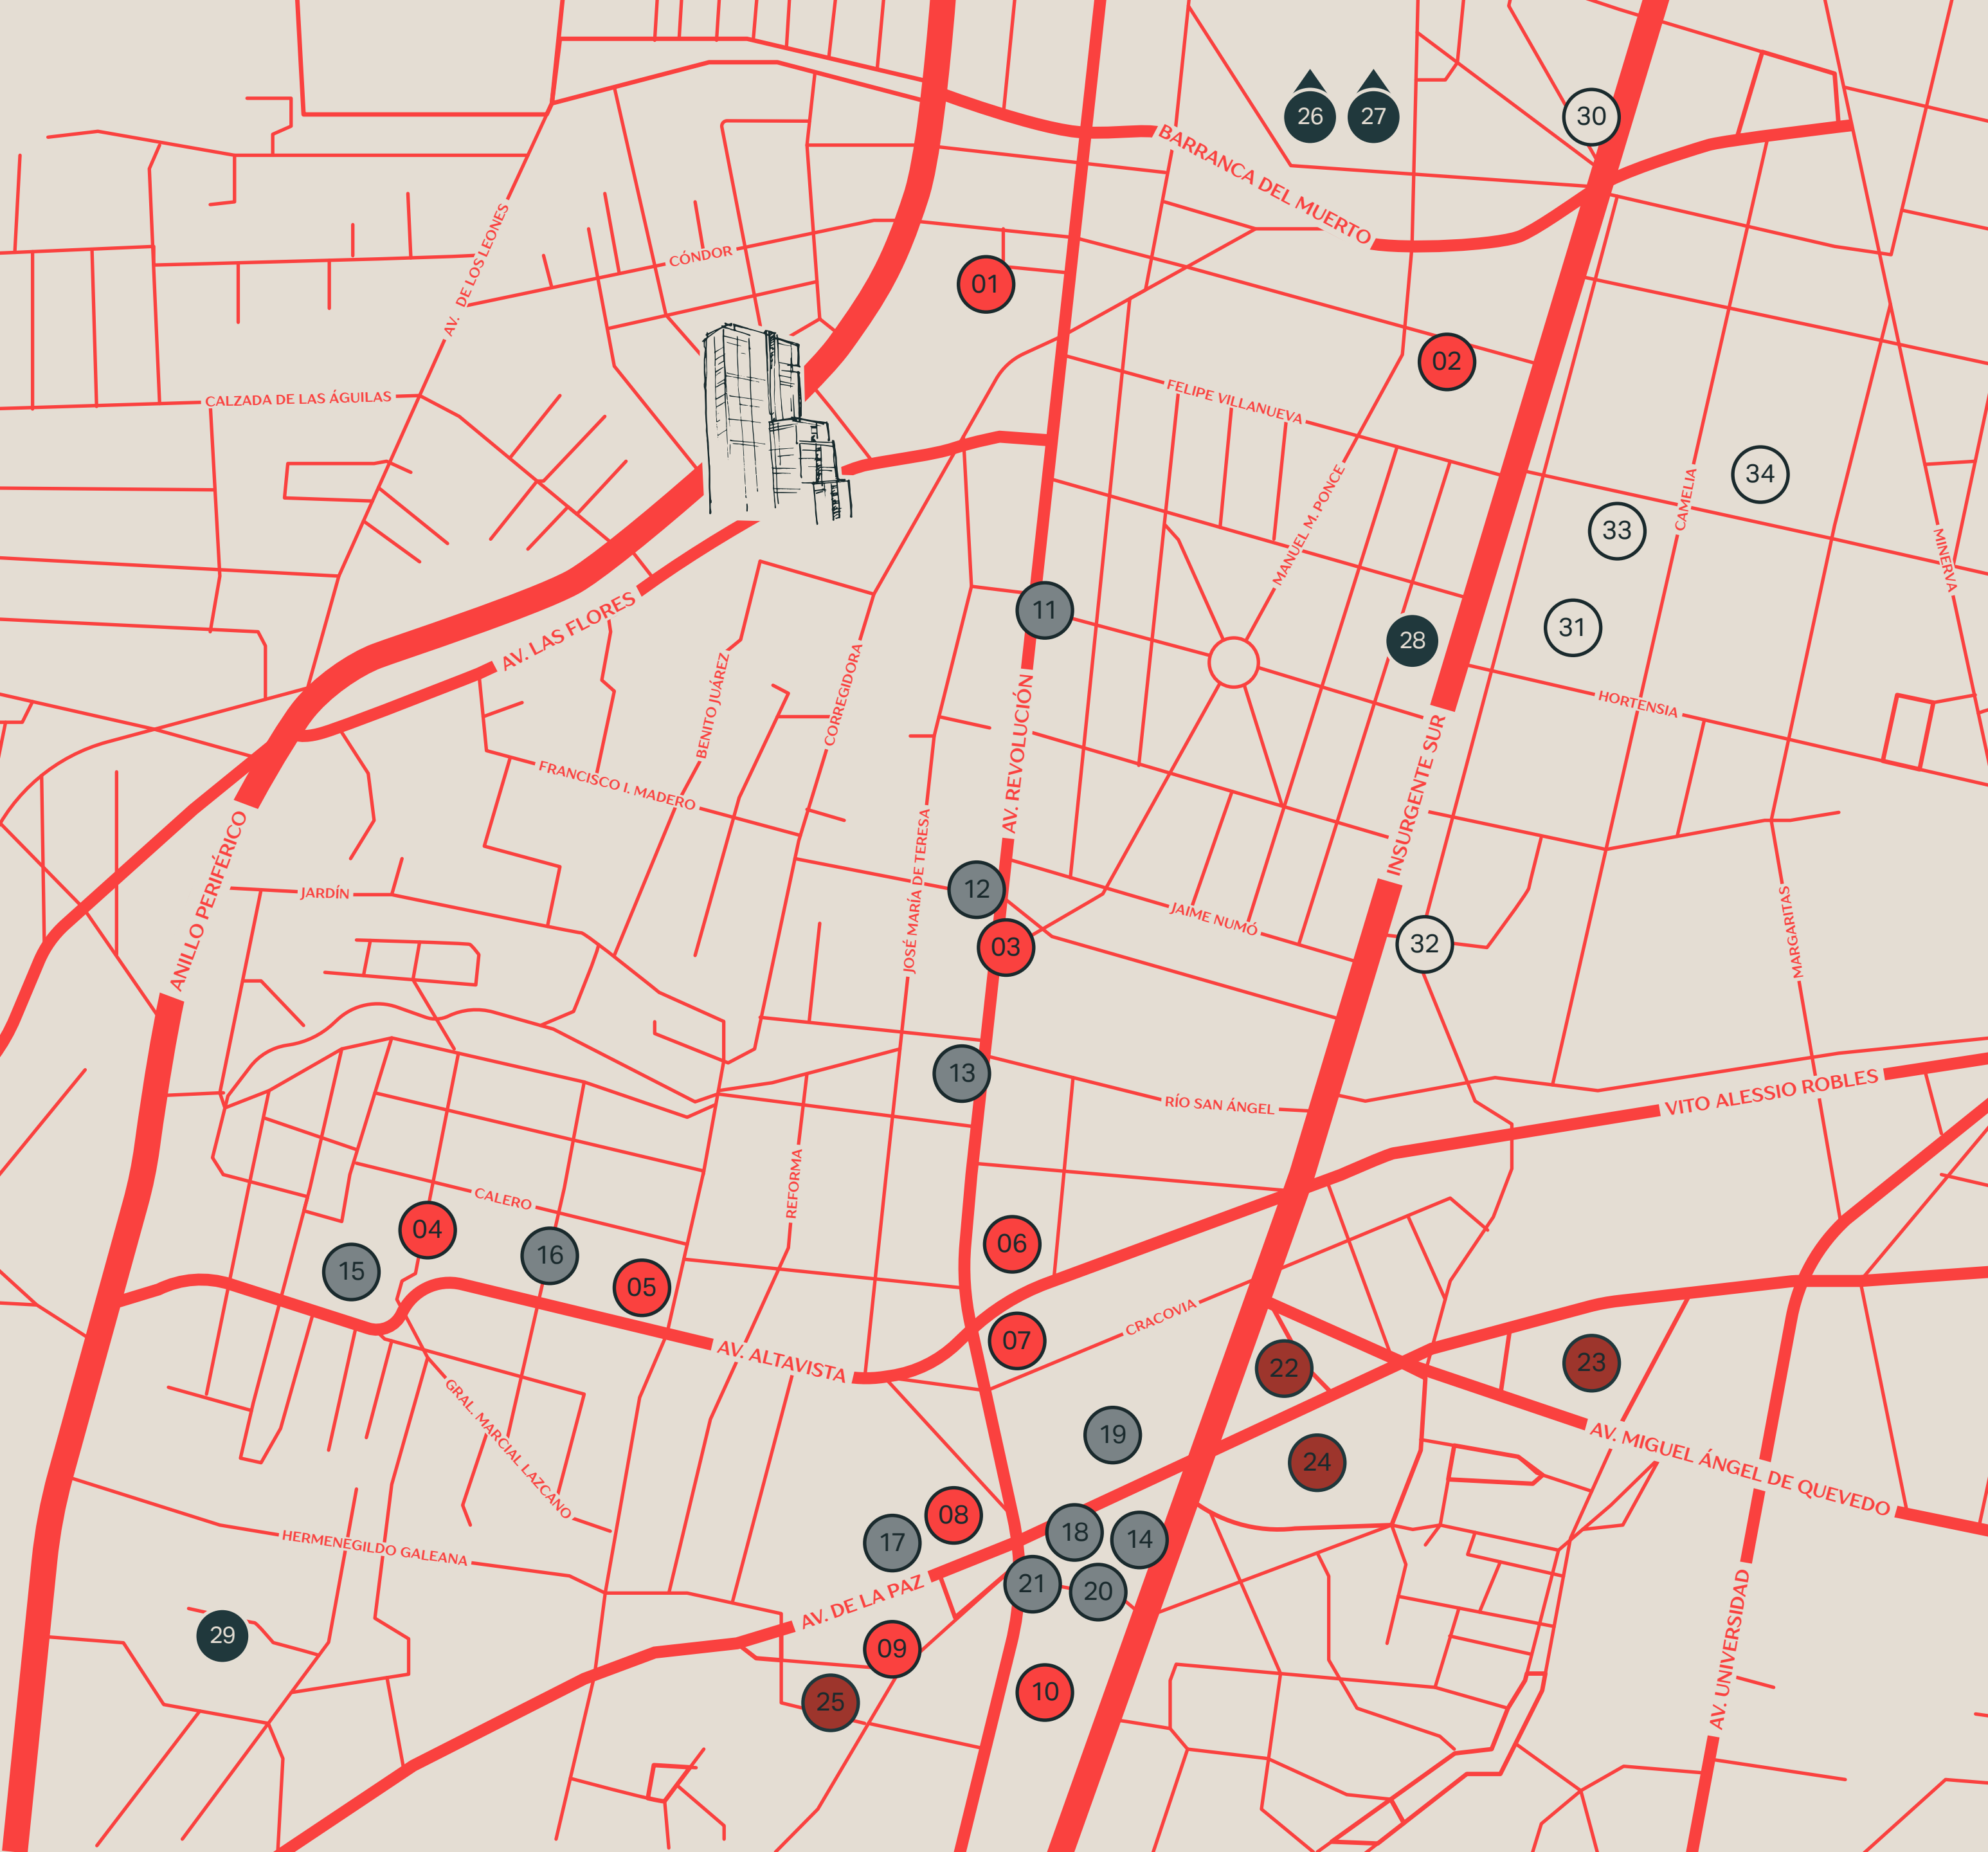 26
27
30
BARRANCA DEL MUERTO
AV. DE LOS LEONES
CÓNDOR
01
02
CALZADA DE LAS ÁGUILAS
FELIPE VILLANUEVA
34
CAMELIA
33
MANUEL M. PONCE
MINERVA
11
AV. LAS FLORES
31
28
BENITO JUÁREZ
CORREGIDORA
HORTENSIA
AV. REVOLUCIÓN
FRANCISCO I. MADERO
INSURGENTE SUR
JOSÉ MARÍA DE TERESA
ANILLO PERIFÉRICO
JARDÍN
12
JAIME NUMÓ
03
32
MARGARITAS
13
RÍO SAN ÁNGEL
VITO ALESSIO ROBLES
REFORMA
CALERO
04
16
15
05
06
CRACOVIA
07
AV. ALTAVISTA
22
23
GRAL. MARCIAL LAZCANO
19
24
AV. MIGUEL ÁNGEL DE QUEVEDO
08
17
18
14
HERMENEGILDO GALEANA
21
20
AV. DE LA PAZ
29
09
AV. UNIVERSIDAD
25
10